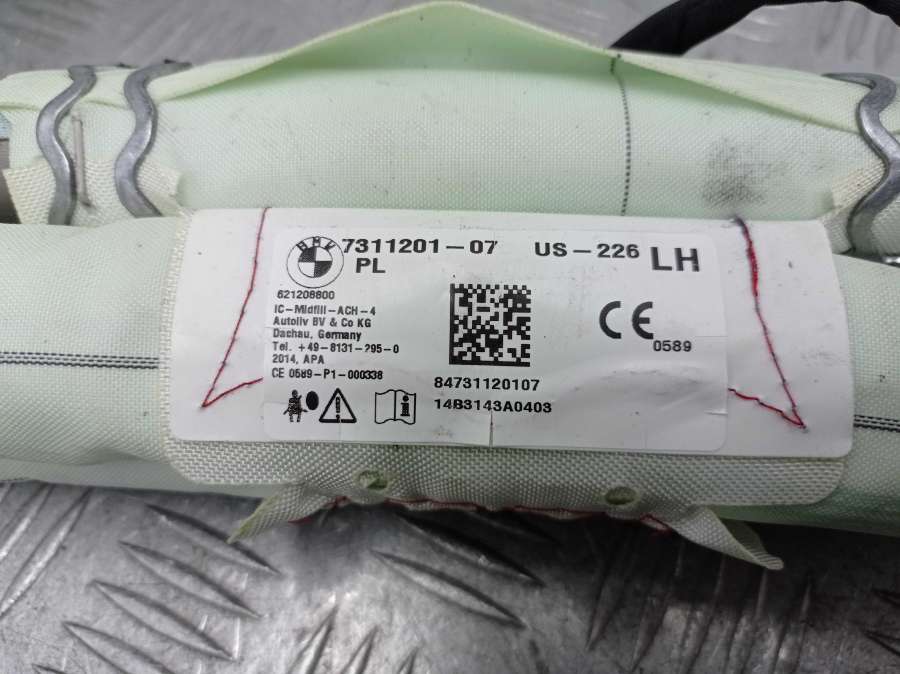 BMW
7311201-07 US-226 LH
PL
621208800
IC-Midfill-ACH-4
Autoliv BV & Co KG
Dachau, Germany
Tel. +49-8131-295-0
2014, APA
CE 0589-P1-000338
CE 0589
84731120107
14B3143A0403